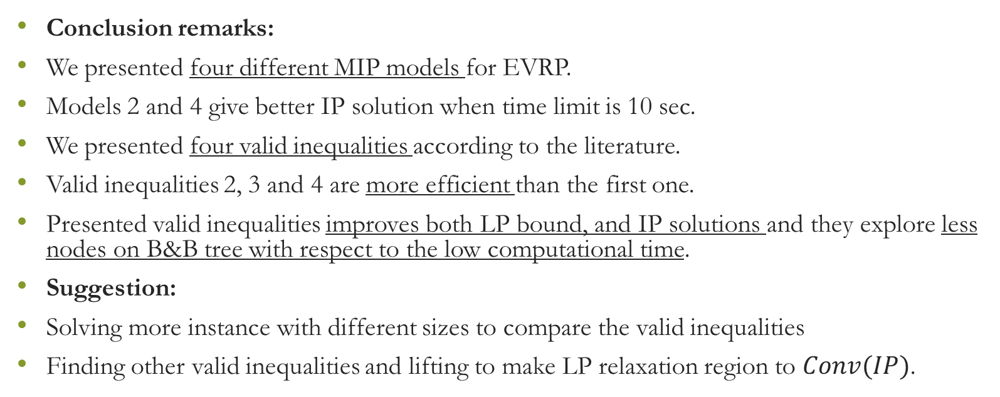 • Conclusion remarks:
• We presented four different MIP models for EVRP.
• Models 2 and 4 give better IP solution when time limit is 10 sec.
• We presented four valid inequalities according to the literature.
• Valid inequalities 2, 3 and 4 are more efficient than the first one.
• Presented valid inequalities improves both LP bound, and IP solutions and they explore less
nodes on B&B tree with respect to the low computational time.
• Suggestion:
• Solving more instance with different sizes to compare the valid inequalities
• Finding other valid inequalities and lifting to make LP relaxation region to Conv(IP).